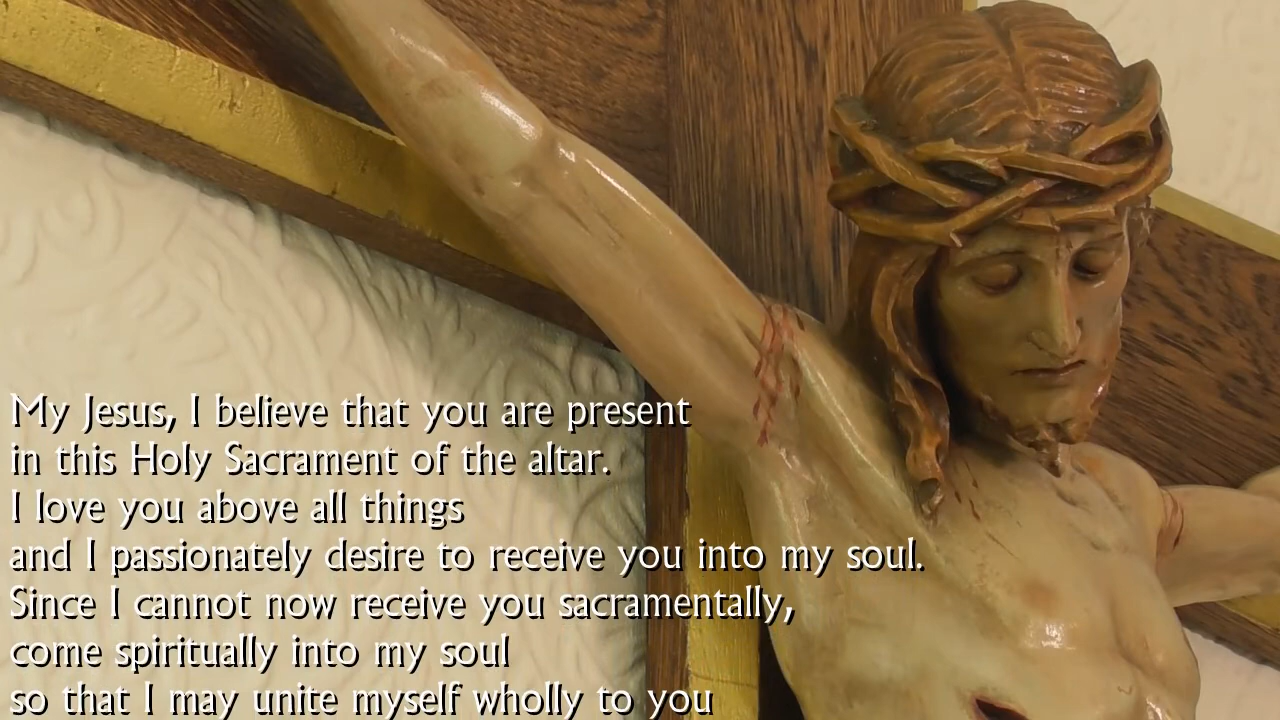 My Jesus, I believe that you are present
in this Holy Sacrament of the altar.
I love you above all things
and I passionately desire to receive you into my soul.
Since I cannot now receive you sacramentally,
come spiritually into my soul
so that I may unite myself wholly to you